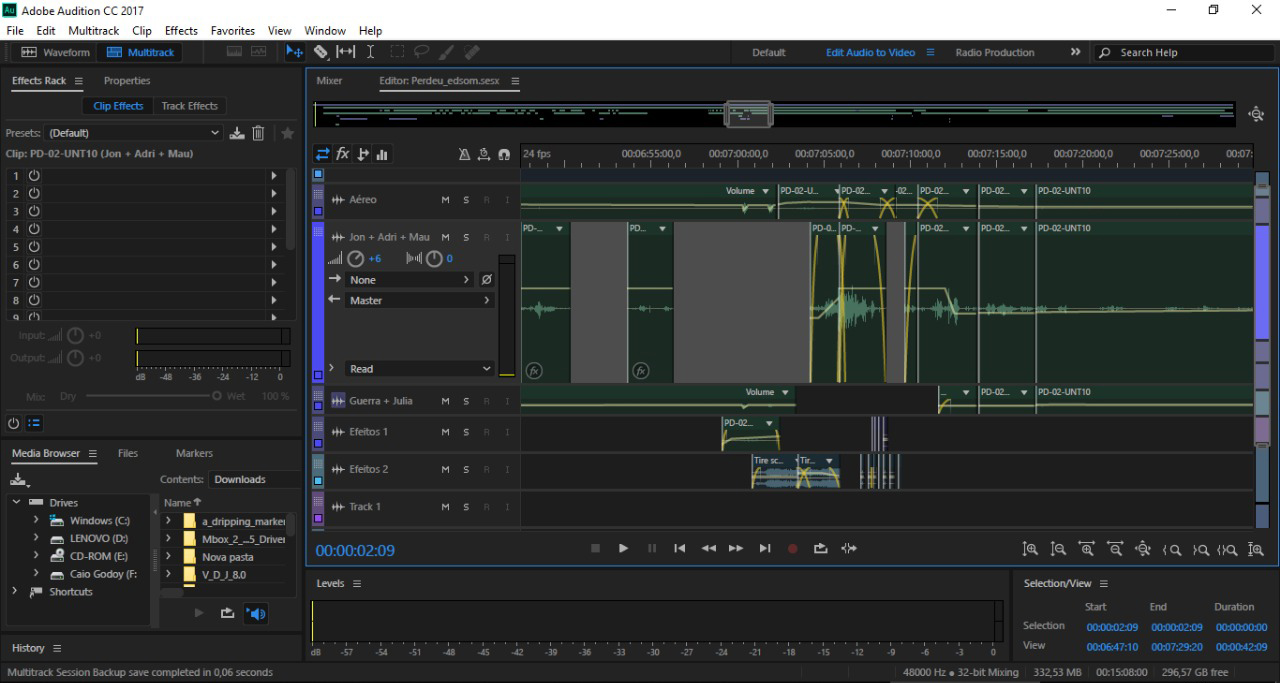 Adobe Audition CC 2017
File Edit Multitrack Clip Effects Favorites View Window Help
Waveform Multitrack Default Edit Audio to Video Radio Production Search Help
Effects Rack Properties
Clip Effects Track Effects
Presets: (Default)
Clip: PD-02-UNT10 (Jon + Adri + Mau)
1
2
3
4
5
6
7
8
9
Input: +0
Output: +0
dB -48 -36 -24 -12 0
Mix: Dry Wet 100 %
Media Browser Files Markers
Contents: Downloads
Drives
Windows (C:)
LENOVO (D:)
CD-ROM (E:)
Caio Godoy (F:
Shortcuts
Name
a_dripping_marker
Mbox_2_...5_Driver
Nova pasta
V_D_J_8.0
History
Multitrack Session Backup save completed in 0,06 seconds
Mixer Editor: Perdeu_edsom.sesx
24 fps 00:06:55:00,0 00:07:00:00,0 00:07:05:00,0 00:07:10:00,0 00:07:15:00,0 00:07:20:00,0 00:07:25:00,0 00:07:
Aéreo M S R I Volume PD-02-U... PD-02... -02... PD-02... PD-02... PD-02-UNT10
Jon + Adri + Mau M S R I PD-... PD... PD-0... PD-... PD-02... PD-02... PD-02-UNT10
+6 0
None
Master
Read
fx fx
Guerra + Julia M S R I Volume ... PD-02... PD-02-UNT10
Efeitos 1 M S R I PD-02...
Efeitos 2 M S R I Tire sc... Tir...
Track 1 M S R I
00:00:02:09
Levels
dB -57 -54 -51 -48 -45 -42 -39 -36 -33 -30 -27 -24 -21 -18 -15 -12 -9 -6 -3 0
Selection/View
Start End Duration
Selection 00:00:02:09 00:00:02:09 00:00:00:00
View 00:06:47:10 00:07:29:20 00:00:42:09
48000 Hz ● 32-bit Mixing 332,53 MB 00:15:08:00 296,57 GB free